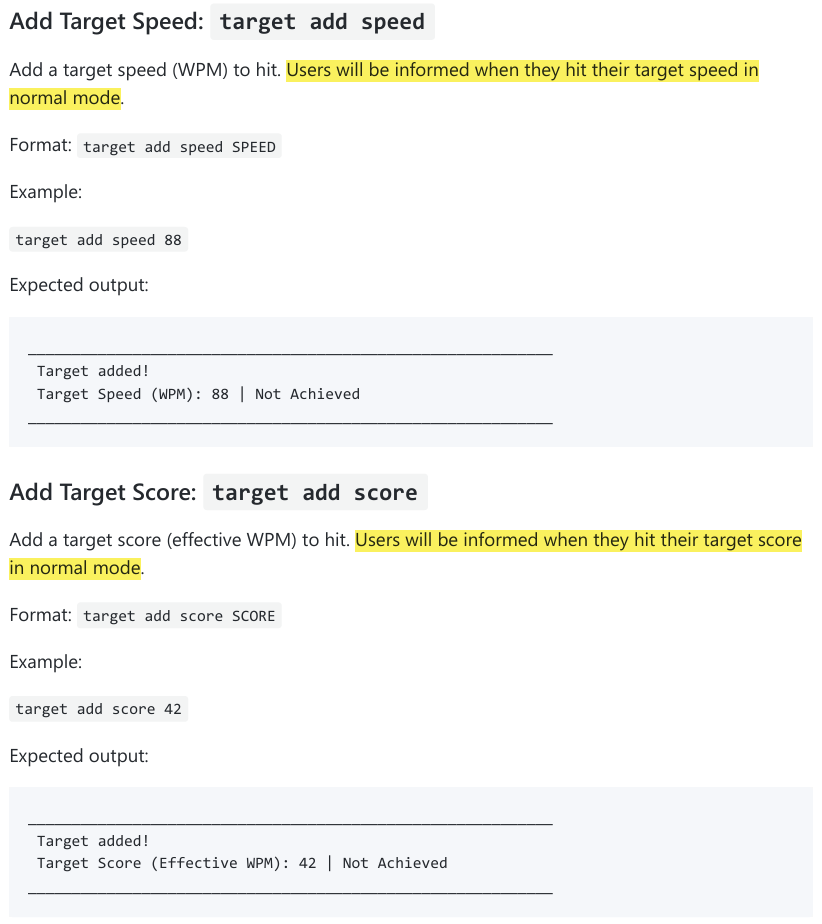 Add Target Speed: target add speed
Add a target speed (WPM) to hit. Users will be informed when they hit their target speed in
normal mode.
Format: target add speed SPEED
Example:
target add speed 88
Expected output:
____________________________________________________________
Target added!
Target Speed (WPM): 88 | Not Achieved
____________________________________________________________
Add Target Score: target add score
Add a target score (effective WPM) to hit. Users will be informed when they hit their target score
in normal mode.
Format: target add score SCORE
Example:
target add score 42
Expected output:
____________________________________________________________
Target added!
Target Score (Effective WPM): 42 | Not Achieved
____________________________________________________________